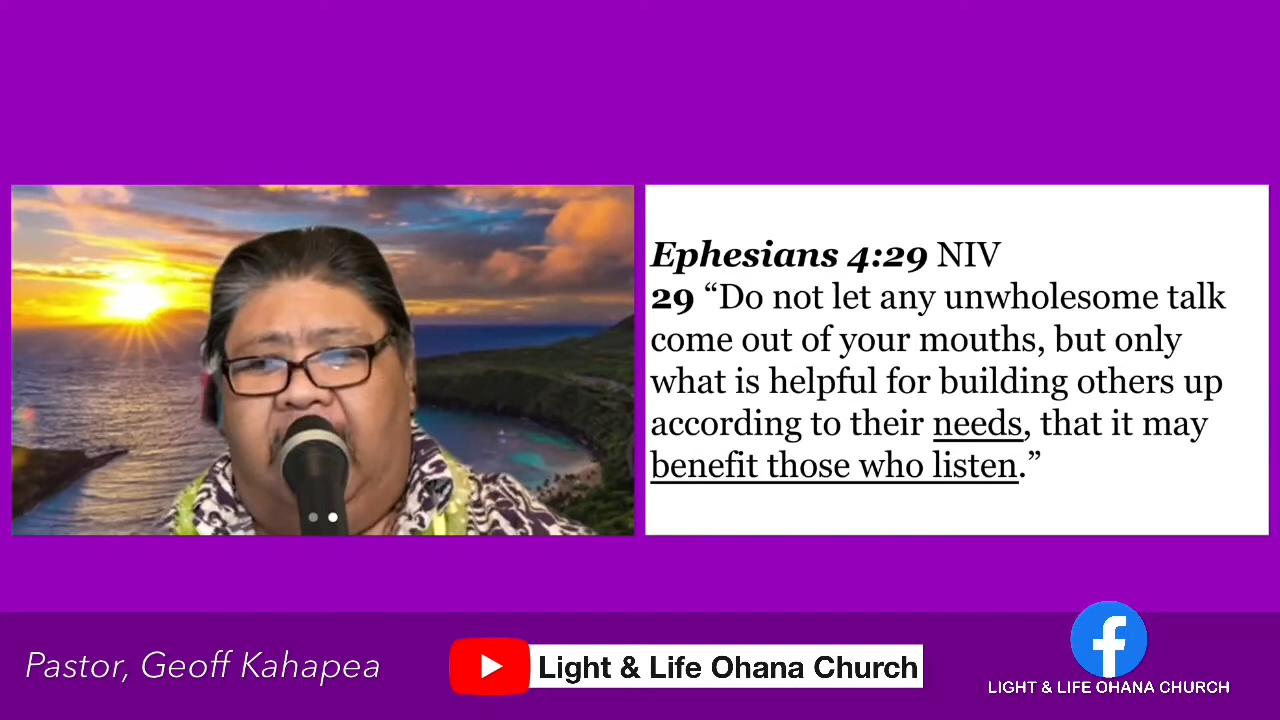 Ephesians 4:29 NIV
29 “Do not let any unwholesome talk
come out of your mouths, but only
what is helpful for building others up
according to their needs, that it may
benefit those who listen.”
Pastor, Geoff Kahapea
Light & Life Ohana Church
LIGHT & LIFE OHANA CHURCH